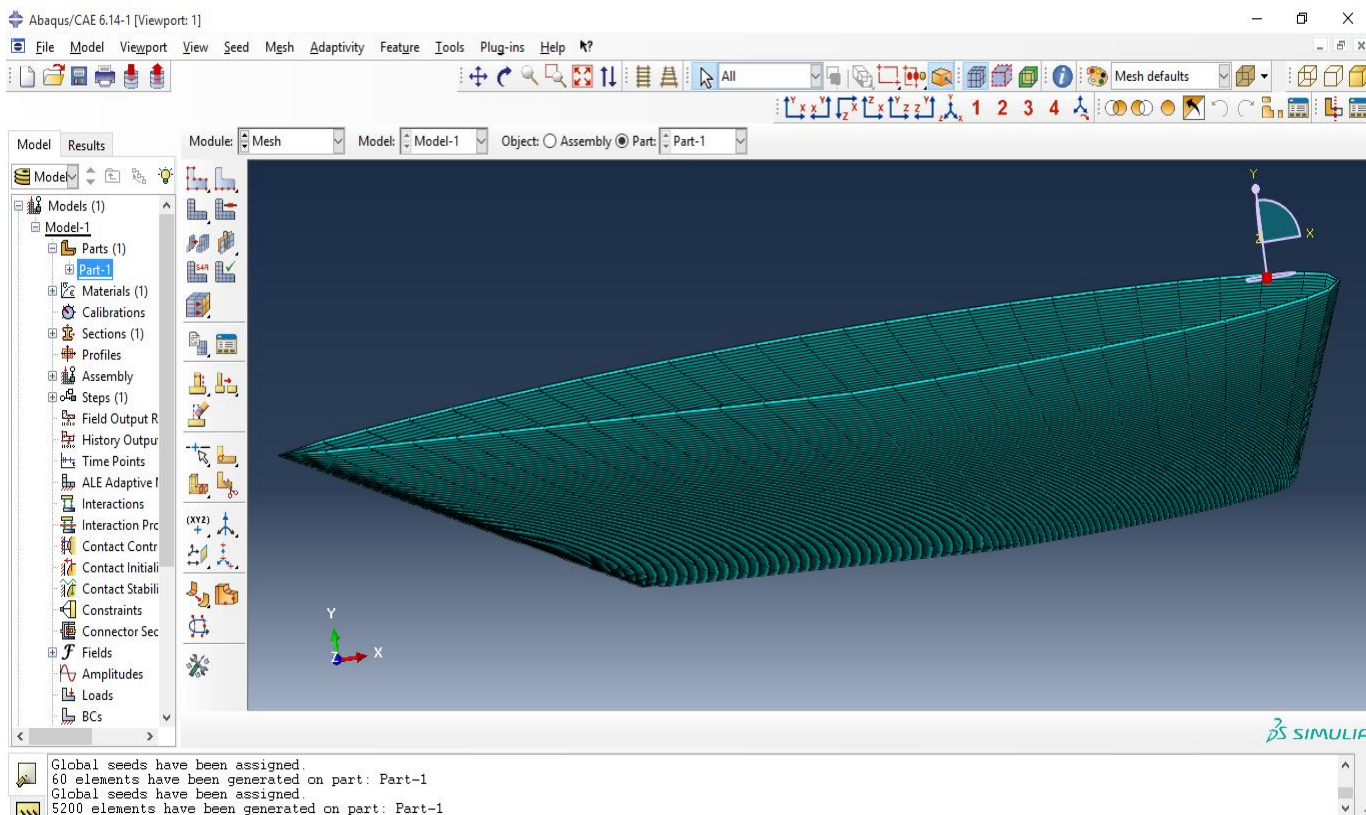 Abaqus/CAE 6.14-1 [Viewport: 1]
File Model Viewport View Seed Mesh Adaptivity Feature Tools Plug-ins Help
All
Mesh defaults
1 2 3 4
Model Results
Module: Mesh Model: Model-1 Object: Assembly Part: Part-1
Model
Models (1)
Model-1
Parts (1)
Part-1
Materials (1)
Calibrations
Sections (1)
Profiles
Assembly
Steps (1)
Field Output R
History Outpu
Time Points
ALE Adaptive
Interactions
Interaction Prc
Contact Contr
Contact Initiali
Contact Stabili
Constraints
Connector Sec
Fields
Amplitudes
Loads
BCs
S4R
(XYZ)
Y
X
Z
Y
X
Z
SIMULIA
Global seeds have been assigned.
60 elements have been generated on part: Part-1
Global seeds have been assigned.
5200 elements have been generated on part: Part-1